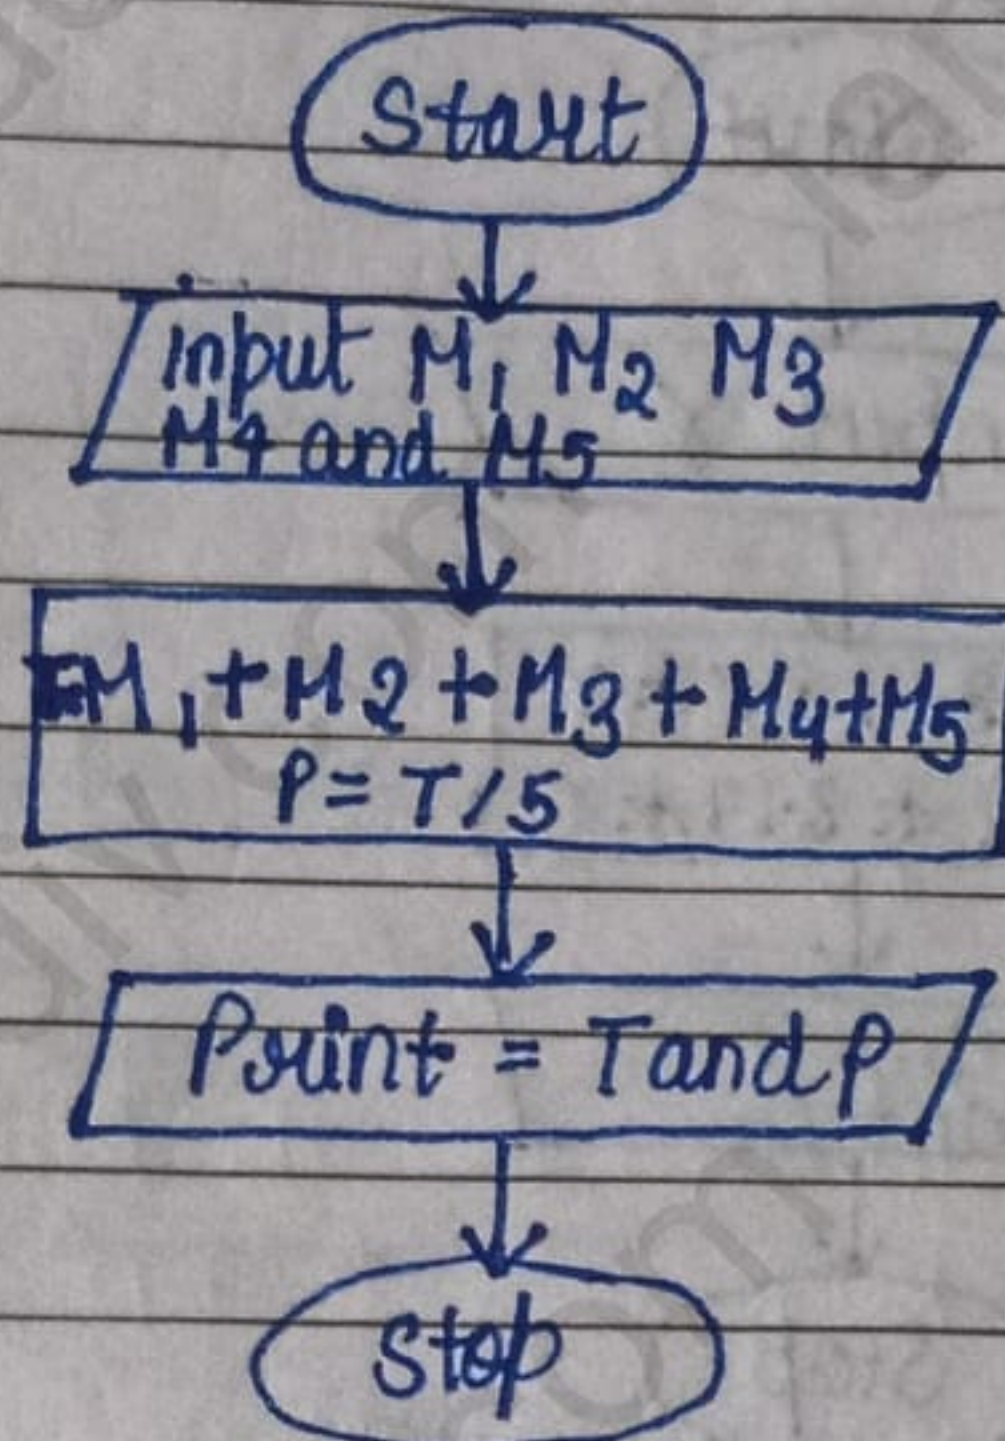 Start
Input M1 M2 M3
M4 and M5
=M1+M2+M3+M4+M5
P=T/5
Print = T and P
Stop